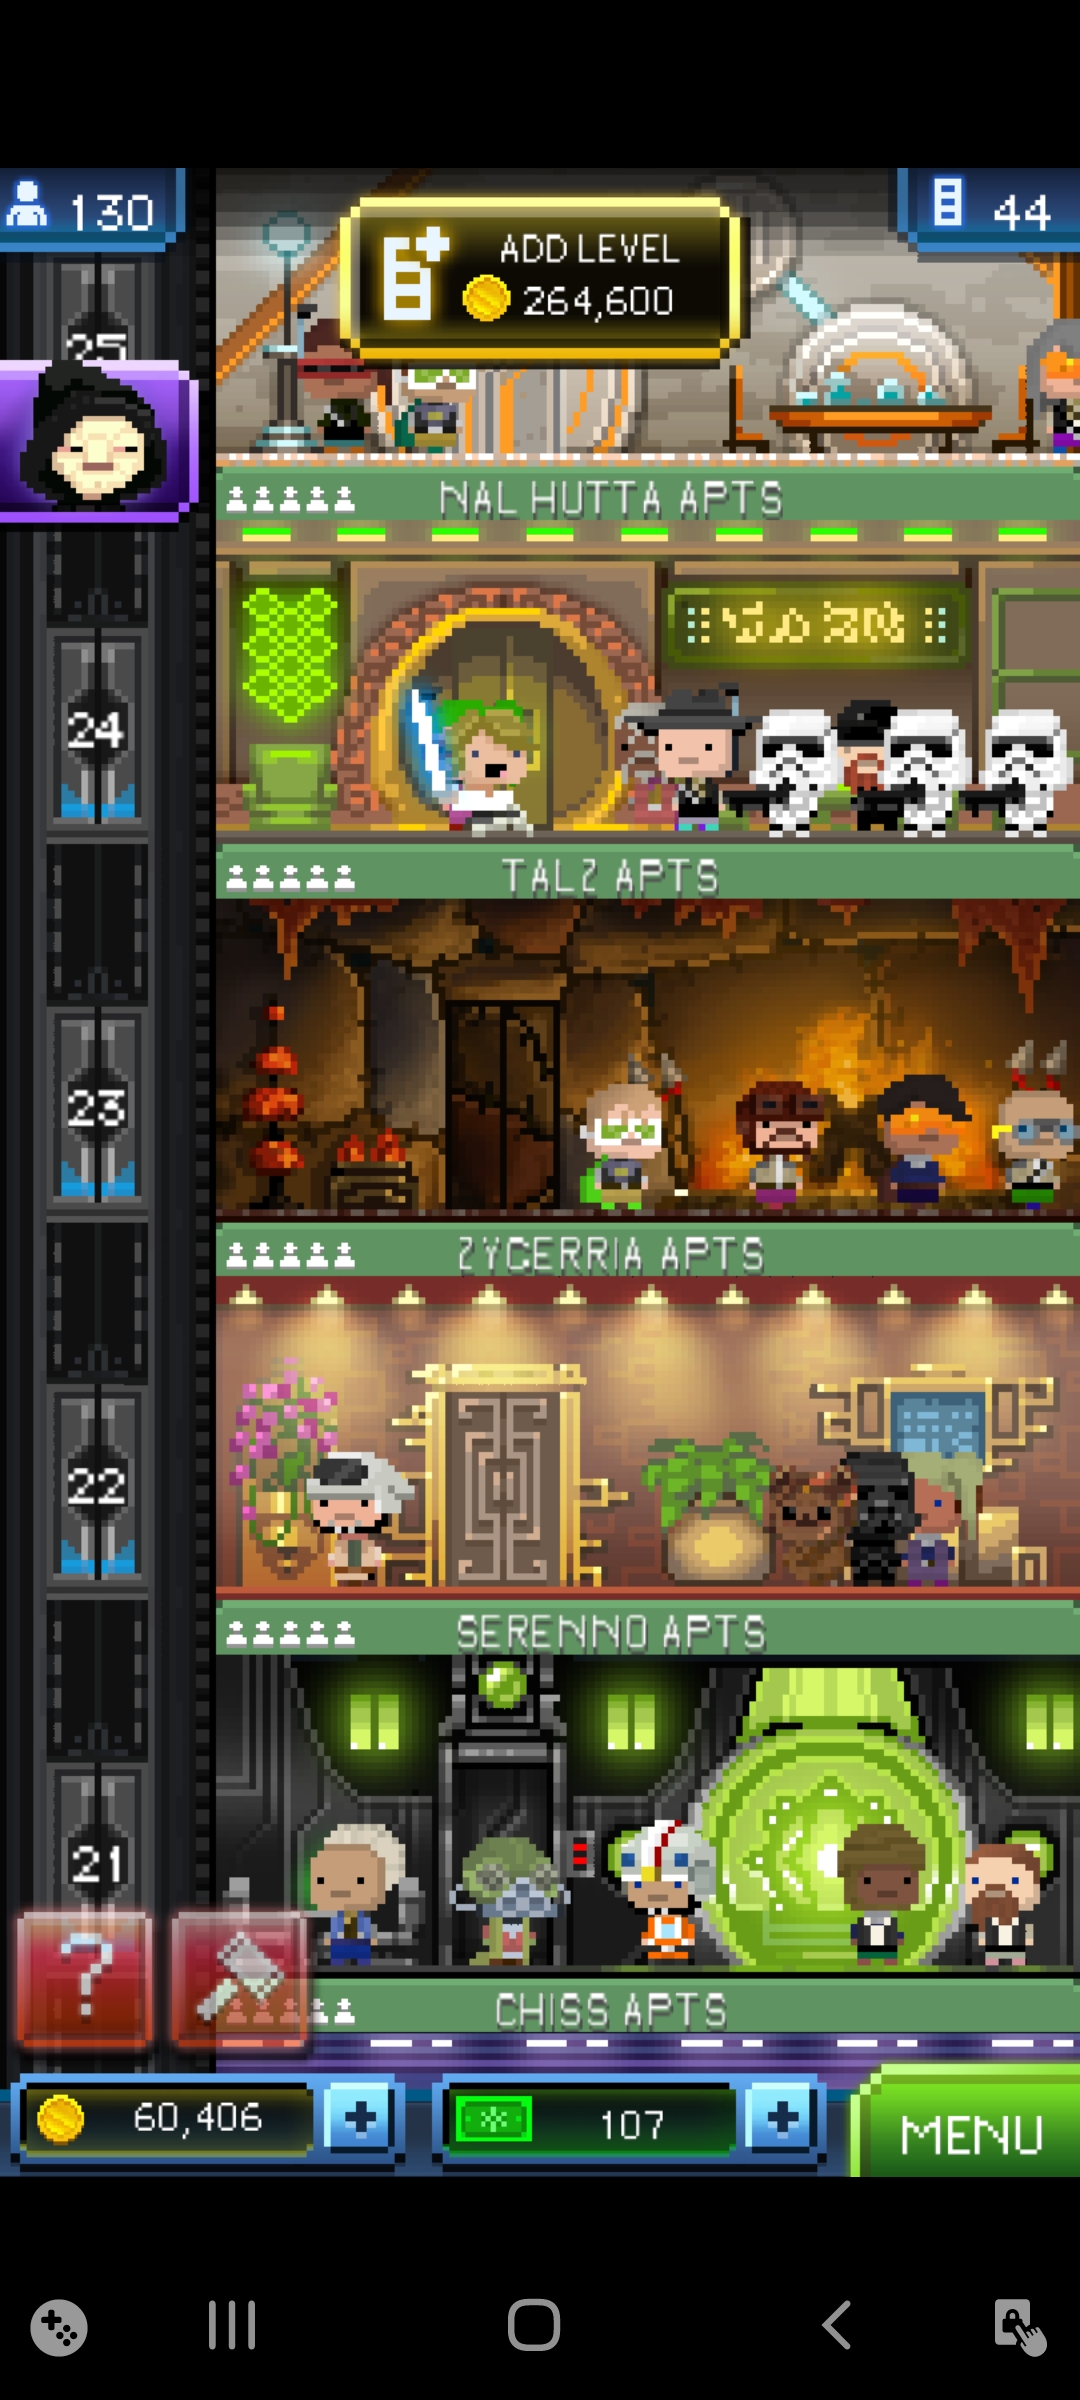 130
44
ADD LEVEL
264,600
25
NAL HUTTA APTS
24
TALZ APTS
23
ZYGERRIA APTS
22
SERENNO APTS
21
?
CHISS APTS
60,406
+
107
+
MENU